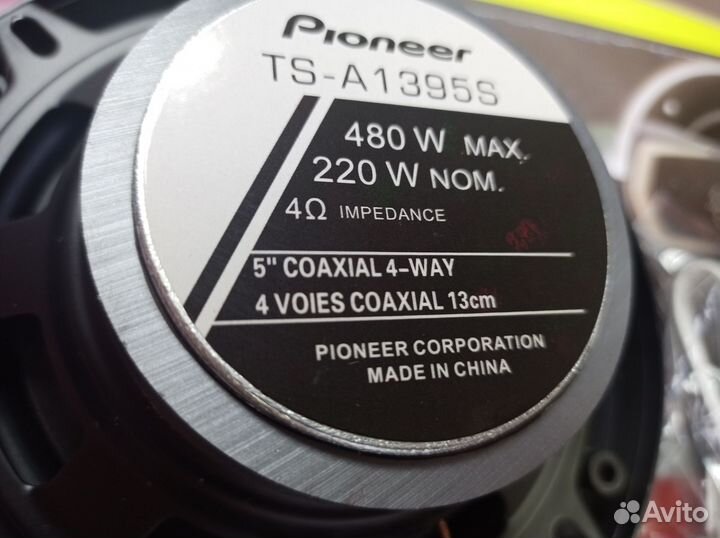 Pioneer
TS-A1395S
480 W MAX.
220 W NOM.
4Ω IMPEDANCE
5" COAXIAL 4-WAY
4 VOIES COAXIAL 13cm
PIONEER CORPORATION
MADE IN CHINA
Avito